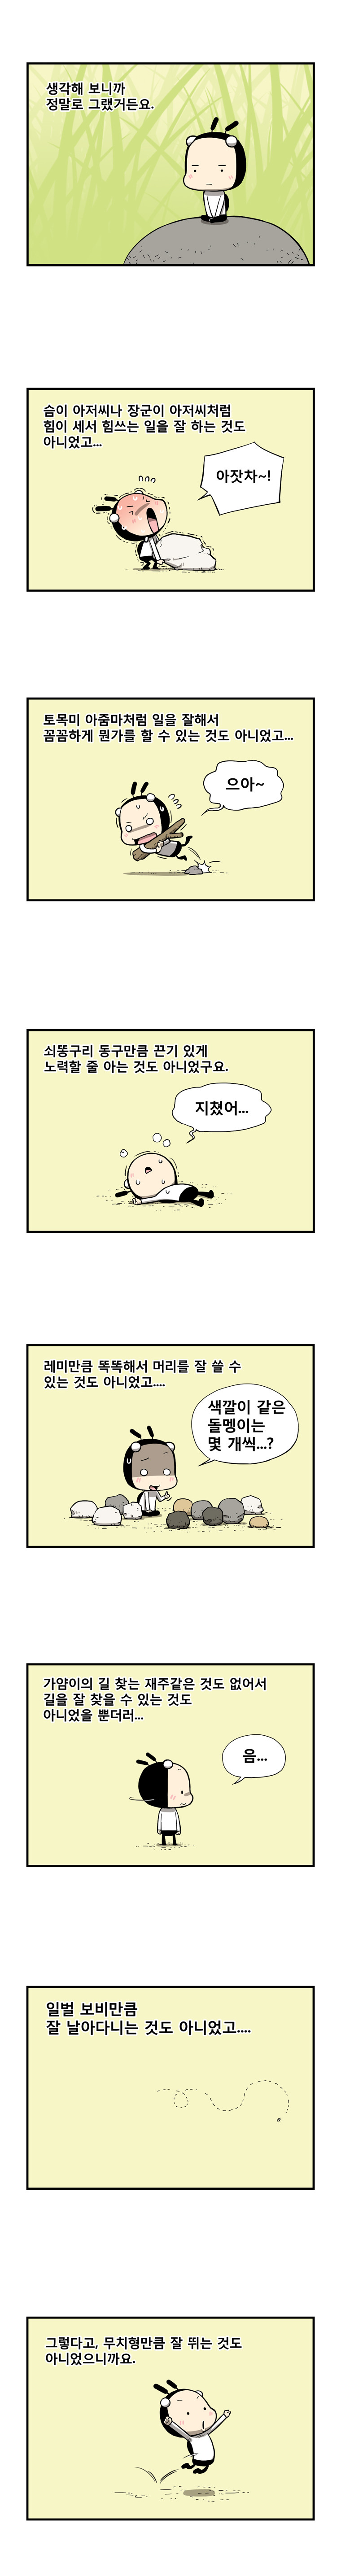 생각해 보니까
정말로 그랬거든요.
슴이 아저씨나 장군이 아저씨처럼
힘이 세서 힘쓰는 일을 잘 하는 것도
아니었고...
아잣차~!
토목미 아줌마처럼 일을 잘해서
꼼꼼하게 뭔가를 할 수 있는 것도 아니었고...
으아~
쇠똥구리 동구만큼 끈기 있게
노력할 줄 아는 것도 아니었구요.
지쳤어...
레미만큼 똑똑해서 머리를 잘 쓸 수
있는 것도 아니었고....
색깔이 같은
돌멩이는
몇 개씩...?
가얌이의 길 찾는 재주같은 것도 없어서
길을 잘 찾을 수 있는 것도
아니었을 뿐더러...
음...
일벌 보비만큼
잘 날아다니는 것도 아니었고....
그렇다고, 무치형만큼 잘 뛰는 것도
아니었으니까요.